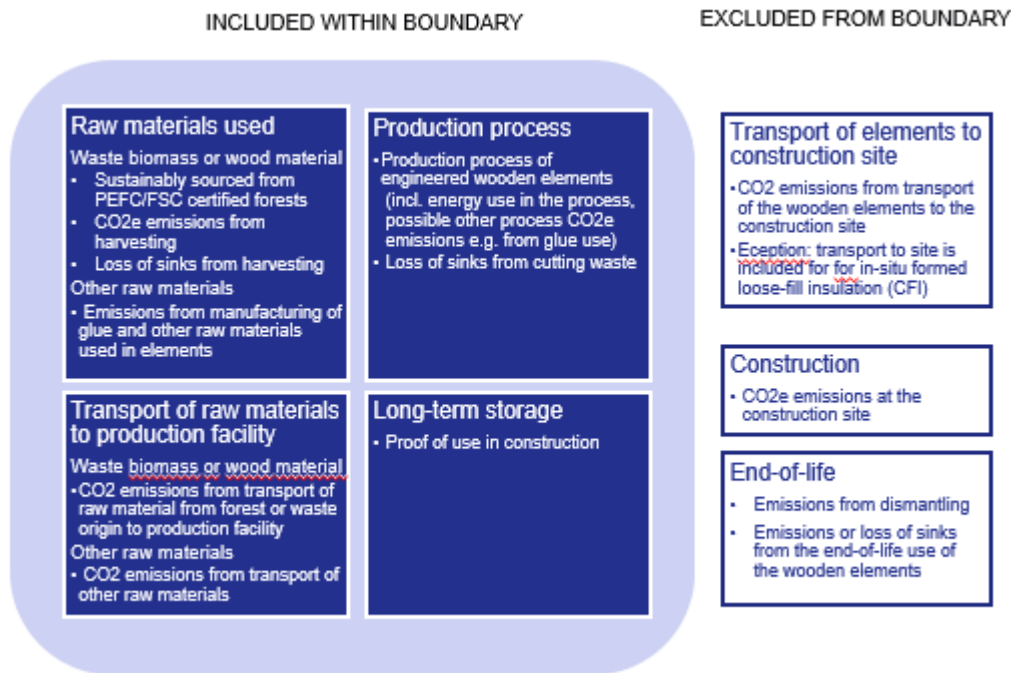 INCLUDED WITHIN BOUNDARY
EXCLUDED FROM BOUNDARY
Raw materials used
Waste biomass or wood material
• Sustainably sourced from
PEFC/FSC certified forests
• CO2e emissions from
harvesting
• Loss of sinks from harvesting
Other raw materials
• Emissions from manufacturing of
glue and other raw materials
used in elements
Production process
• Production process of
engineered wooden elements
(incl. energy use in the process,
possible other process CO2e
emissions e.g. from glue use)
• Loss of sinks from cutting waste
Transport of raw materials
to production facility
Waste biomass or wood material
• CO2 emissions from transport of
raw material from forest or waste
origin to production facility
Other raw materials
• CO2 emissions from transport of
other raw materials
Long-term storage
• Proof of use in construction
Transport of elements to
construction site
• CO2 emissions from transport
of the wooden elements to the
construction site
• Eception: transport to site is
included for for in-situ formed
loose-fill insulation (CFI)
Construction
• CO2e emissions at the
construction site
End-of-life
• Emissions from dismantling
• Emissions or loss of sinks
from the end-of-life use of
the wooden elements